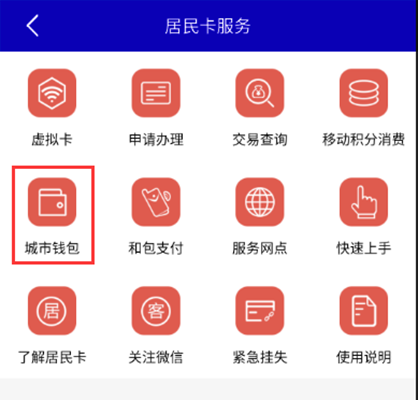 居民卡服务
虚拟卡 申请办理 交易查询 移动积分消费
城市钱包 和包支付 服务网点 快速上手
居 客
了解居民卡 关注微信 紧急挂失 使用说明